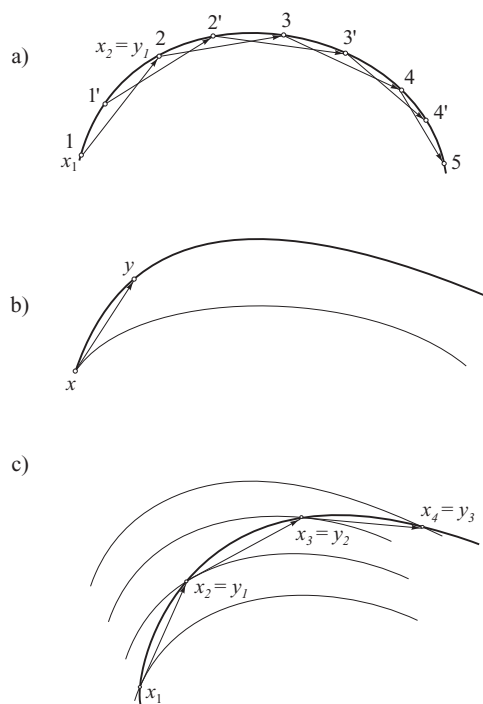 a)
x₂ = y₁
2
2'
3
3'
1'
4
4'
1
x₁
5
b)
y
x
c)
x₄ = y₃
x₃ = y₂
x₂ = y₁
x₁